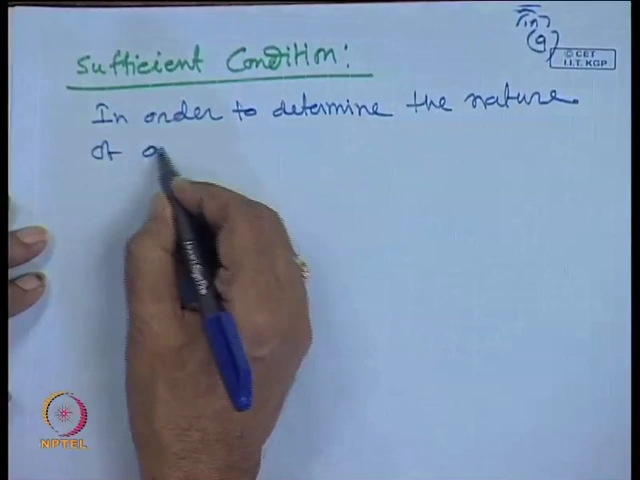 (9)
© CET
I.I.T. KGP
Sufficient Condition:
In order to determine the nature
of o
NPTEL